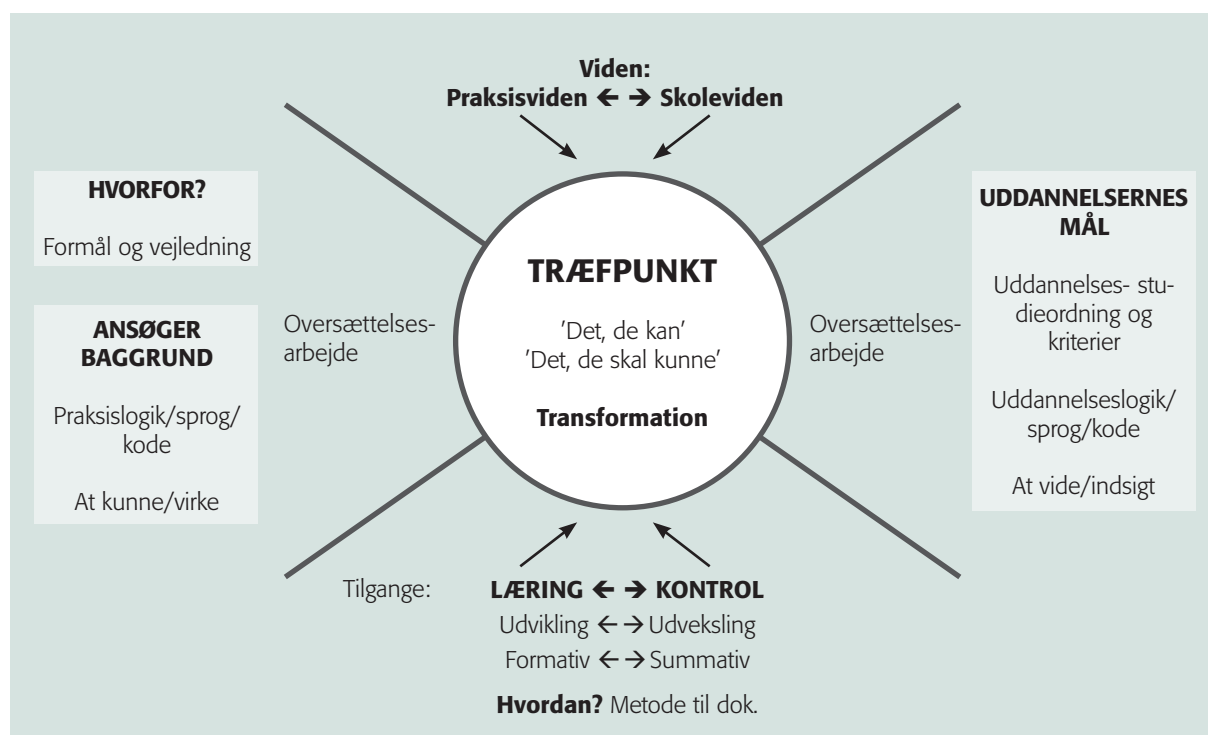 Viden:
Praksisviden ← → Skoleviden
HVORFOR?
Formål og vejledning
ANSØGER
BAGGRUND
Praksislogik/sprog/
kode
At kunne/virke
Oversættelses-
arbejde
TRÆFPUNKT
’Det, de kan’
’Det, de skal kunne’
Transformation
Oversættelses-
arbejde
UDDANNELSERNES
MÅL
Uddannelses- stu-
dieordning og
kriterier
Uddannelseslogik/
sprog/kode
At vide/indsigt
Tilgange:
LÆRING ← → KONTROL
Udvikling ← → Udveksling
Formativ ← → Summativ
Hvordan? Metode til dok.